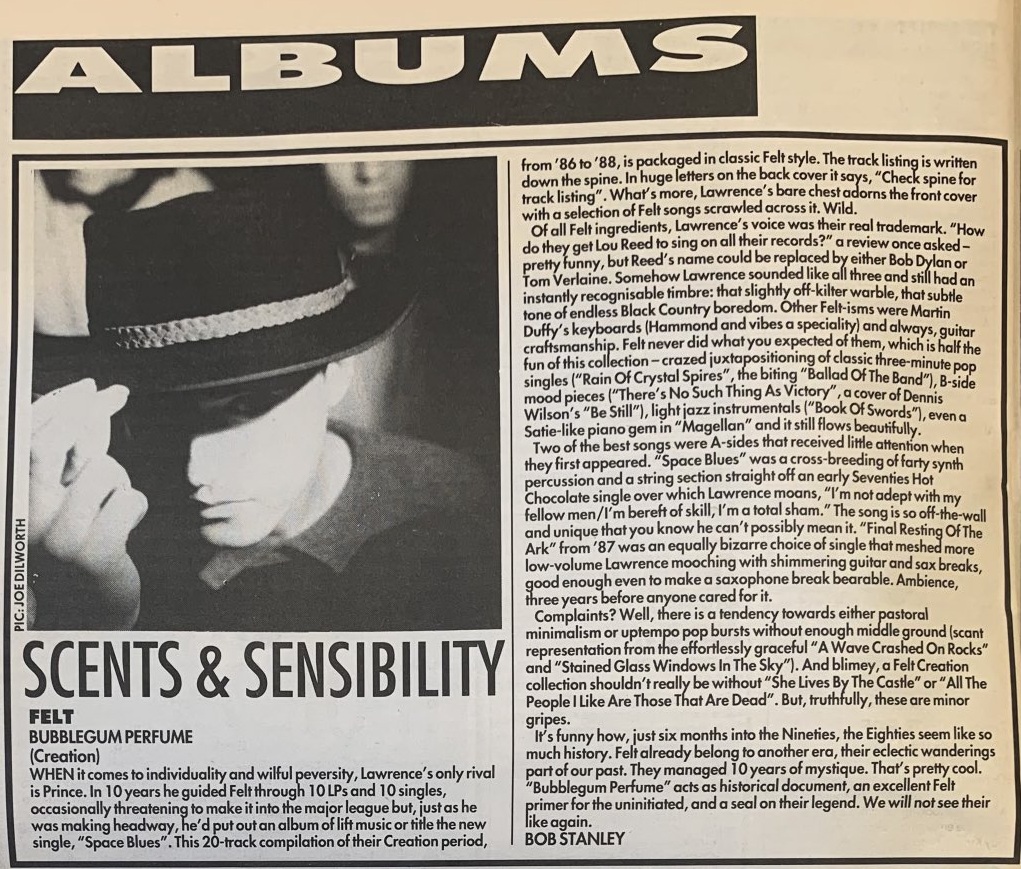 ALBUMS
PIC: JOE DILWORTH
SCENTS & SENSIBILITY
FELT
BUBBLEGUM PERFUME
(Creation)
WHEN it comes to individuality and wilful peversity, Lawrence's only rival
is Prince. In 10 years he guided Felt through 10 LPs and 10 singles,
occasionally threatening to make it into the major league but, just as he
was making headway, he'd put out an album of lift music or title the new
single, "Space Blues". This 20-track compilation of their Creation period,
from '86 to '88, is packaged in classic Felt style. The track listing is written
down the spine. In huge letters on the back cover it says, "Check spine for
track listing". What's more, Lawrence's bare chest adorns the front cover
with a selection of Felt songs scrawled across it. Wild.
Of all Felt ingredients, Lawrence's voice was their real trademark. "How
do they get Lou Reed to sing on all their records?" a review once asked –
pretty funny, but Reed's name could be replaced by either Bob Dylan or
Tom Verlaine. Somehow Lawrence sounded like all three and still had an
instantly recognisable timbre: that slightly off-kilter warble, that subtle
tone of endless Black Country boredom. Other Felt-isms were Martin
Duffy's keyboards (Hammond and vibes a speciality) and always, guitar
craftsmanship. Felt never did what you expected of them, which is half the
fun of this collection – crazed juxtapositioning of classic three-minute pop
singles ("Rain Of Crystal Spires", the biting "Ballad Of The Band"), B-side
mood pieces ("There's No Such Thing As Victory", a cover of Dennis
Wilson's "Be Still"), light jazz instrumentals ("Book Of Swords"), even a
Satie-like piano gem in "Magellan" and it still flows beautifully.
Two of the best songs were A-sides that received little attention when
they first appeared. "Space Blues" was a cross-breeding of farty synth
percussion and a string section straight off an early Seventies Hot
Chocolate single over which Lawrence moans, "I'm not adept with my
fellow men/I'm bereft of skill, I'm a total sham." The song is so off-the-wall
and unique that you know he can't possibly mean it. "Final Resting Of The
Ark" from '87 was an equally bizarre choice of single that meshed more
low-volume Lawrence mooching with shimmering guitar and sax breaks,
good enough even to make a saxophone break bearable. Ambience,
three years before anyone cared for it.
Complaints? Well, there is a tendency towards either pastoral
minimalism or uptempo pop bursts without enough middle ground (scant
representation from the effortlessly graceful "A Wave Crashed On Rocks"
and "Stained Glass Windows In The Sky"). And blimey, a Felt Creation
collection shouldn't really be without "She Lives By The Castle" or "All The
People I Like Are Those That Are Dead". But, truthfully, these are minor
gripes.
It's funny how, just six months into the Nineties, the Eighties seem like so
much history. Felt already belong to another era, their eclectic wanderings
part of our past. They managed 10 years of mystique. That's pretty cool.
"Bubblegum Perfume" acts as historical document, an excellent Felt
primer for the uninitiated, and a seal on their legend. We will not see their
like again.
BOB STANLEY